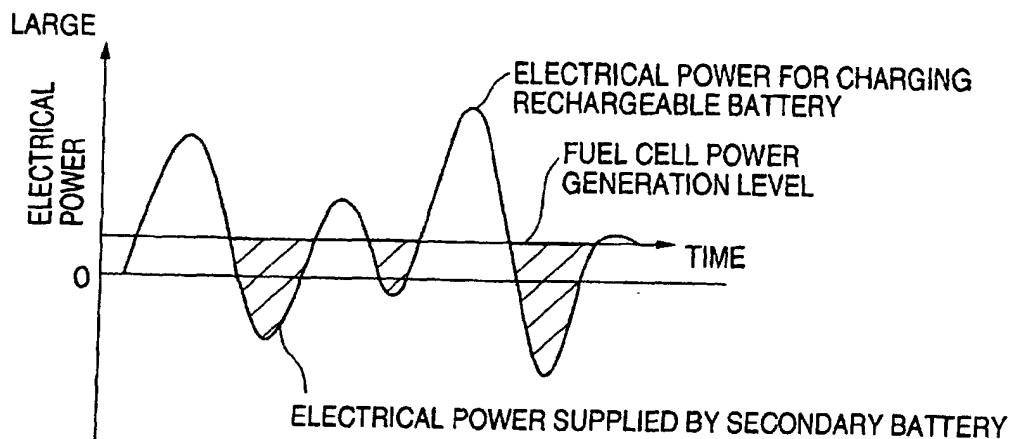 LARGE
ELECTRICAL
POWER
0
ELECTRICAL POWER FOR CHARGING
RECHARGEABLE BATTERY
FUEL CELL POWER
GENERATION LEVEL
TIME
ELECTRICAL POWER SUPPLIED BY SECONDARY BATTERY